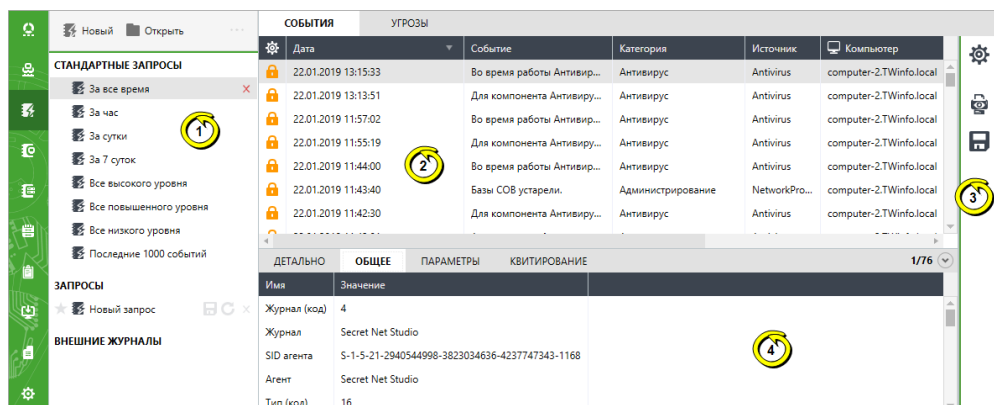 Новый Открыть ...
СТАНДАРТНЫЕ ЗАПРОСЫ
За все время
За час
За сутки
За 7 суток
Все высокого уровня
Все повышенного уровня
Все низкого уровня
Последние 1000 событий
ЗАПРОСЫ
Новый запрос
ВНЕШНИЕ ЖУРНАЛЫ
1
СОБЫТИЯ УГРОЗЫ
Дата Событие Категория Источник Компьютер
22.01.2019 13:15:33 Во время работы Антивир... Антивирус Antivirus computer-2.TWinfo.local
22.01.2019 13:13:51 Для компонента Антивиру... Антивирус Antivirus computer-2.TWinfo.local
22.01.2019 11:57:02 Во время работы Антивир... Антивирус Antivirus computer-2.TWinfo.local
22.01.2019 11:55:19 Для компонента Антивиру... Антивирус Antivirus computer-2.TWinfo.local
22.01.2019 11:44:00 Во время работы Антивир... Антивирус Antivirus computer-2.TWinfo.local
22.01.2019 11:43:40 Базы СОВ устарели. Администрирование NetworkPro... computer-2.TWinfo.local
22.01.2019 11:42:30 Для компонента Антивиру... Антивирус Antivirus computer-2.TWinfo.local
2
3
ДЕТАЛЬНО ОБЩЕЕ ПАРАМЕТРЫ КВИТИРОВАНИЕ 1/76
Имя Значение
Журнал (код) 4
Журнал Secret Net Studio
SID агента S-1-5-21-2940544998-3823034636-4237747343-1168
Агент Secret Net Studio
Тип (код) 16
4